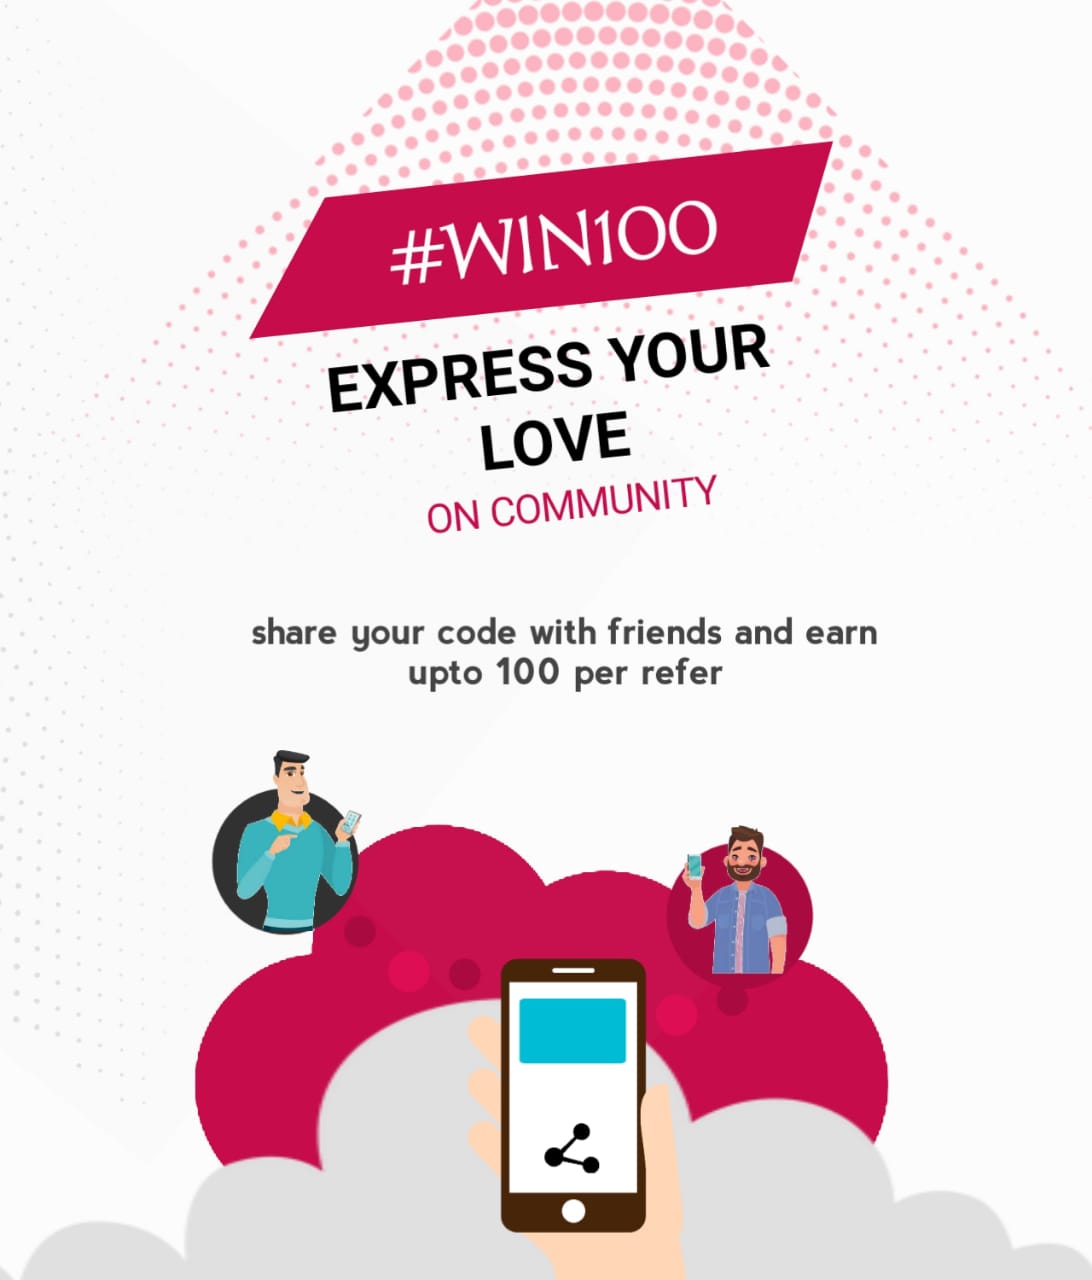 #WIN100
EXPRESS YOUR
LOVE
ON COMMUNITY
share your code with friends and earn
upto 100 per refer